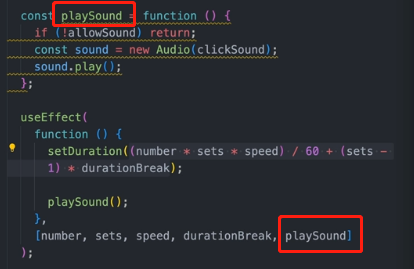 const playSound = function () {
if (!allowSound) return;
const sound = new Audio(clickSound);
sound.play();
};
useEffect(
function () {
setDuration((number * sets * speed) / 60 + (sets -
1) * durationBreak);
playSound();
},
[number, sets, speed, durationBreak, playSound]
);